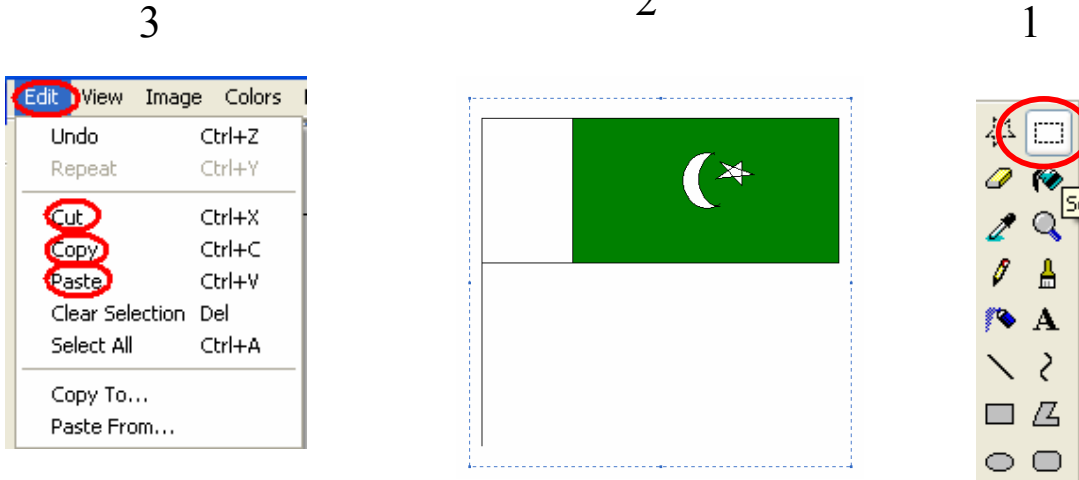 3
2
1
Edit View Image Colors
Undo Ctrl+Z
Repeat Ctrl+Y
Cut Ctrl+X
Copy Ctrl+C
Paste Ctrl+V
Clear Selection Del
Select All Ctrl+A
Copy To...
Paste From...
A